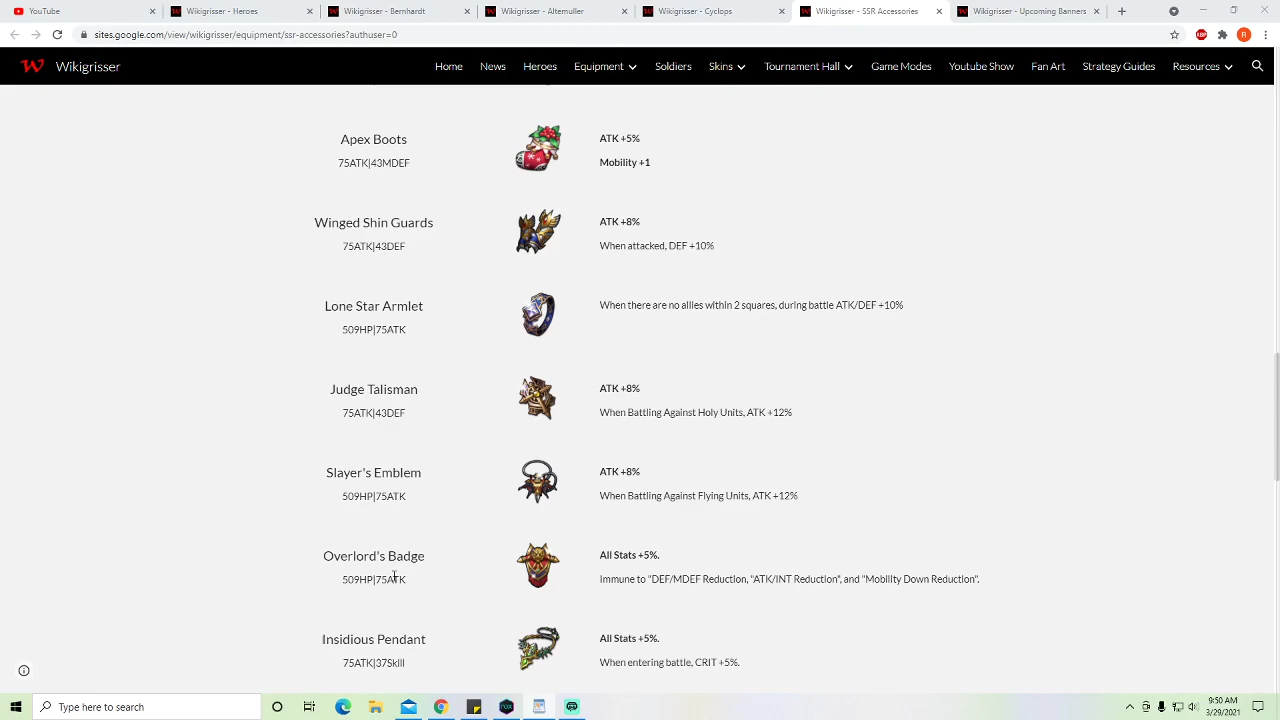 YouTube
Wikigrisser - Heroes
Wikigrisser - Bernhardt
Wikigrisser - Altemuller
Wikigrisser - Cyclops
Wikigrisser - SSR Accessories
Wikigrisser - Upcoming Banners
sites.google.com/view/wikigrisser/equipment/ssr-accessories?authuser=0
ABP
R
W Wikigrisser
Home News Heroes Equipment Soldiers Skins Tournament Hall Game Modes Youtube Show Fan Art Strategy Guides Resources
Apex Boots
75ATK|43MDEF
ATK +5%
Mobility +1
Winged Shin Guards
75ATK|43DEF
ATK +8%
When attacked, DEF +10%
Lone Star Armlet
509HP|75ATK
When there are no allies within 2 squares, during battle ATK/DEF +10%
Judge Talisman
75ATK|43DEF
ATK +8%
When Battling Against Holy Units, ATK +12%
Slayer's Emblem
509HP|75ATK
ATK +8%
When Battling Against Flying Units, ATK +12%
Overlord's Badge
509HP|75ATK
All Stats +5%.
Immune to "DEF/MDEF Reduction, "ATK/INT Reduction", and "Mobility Down Reduction".
Insidious Pendant
75ATK|37Skill
All Stats +5%.
When entering battle, CRIT +5%.
Type here to search
9:50 AM
3/29/2021